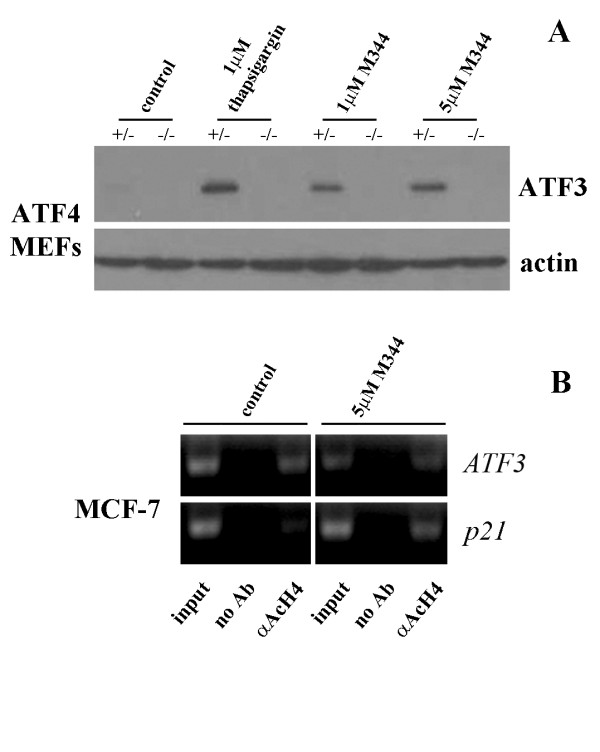 A
control
1μM
thapsigargin
1μM M344
5μM M344
+/- -/- +/- -/- +/- -/- +/- -/-
ATF3
ATF4
MEFs
actin
B
control
5μM M344
ATF3
MCF-7
p21
input
no Ab
αAcH4
input
no Ab
αAcH4